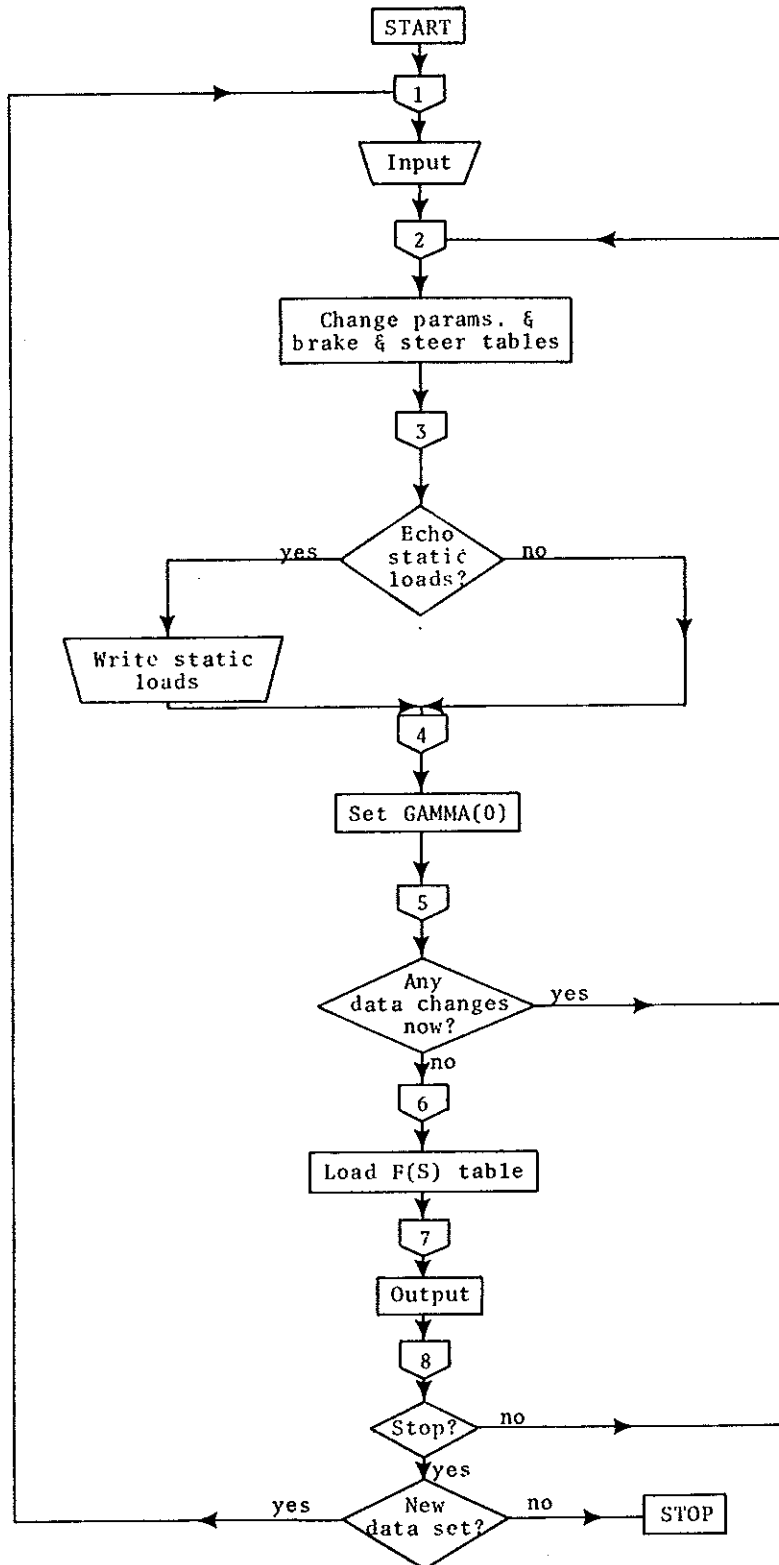 START
1
Input
2
Change params. &
brake & steer tables
3
Echo
static
loads?
yes
no
Write static
loads
4
Set GAMMA(0)
5
Any
data changes
now?
yes
no
6
Load F(S) table
7
Output
8
Stop?
no
yes
New
data set?
yes
no
STOP